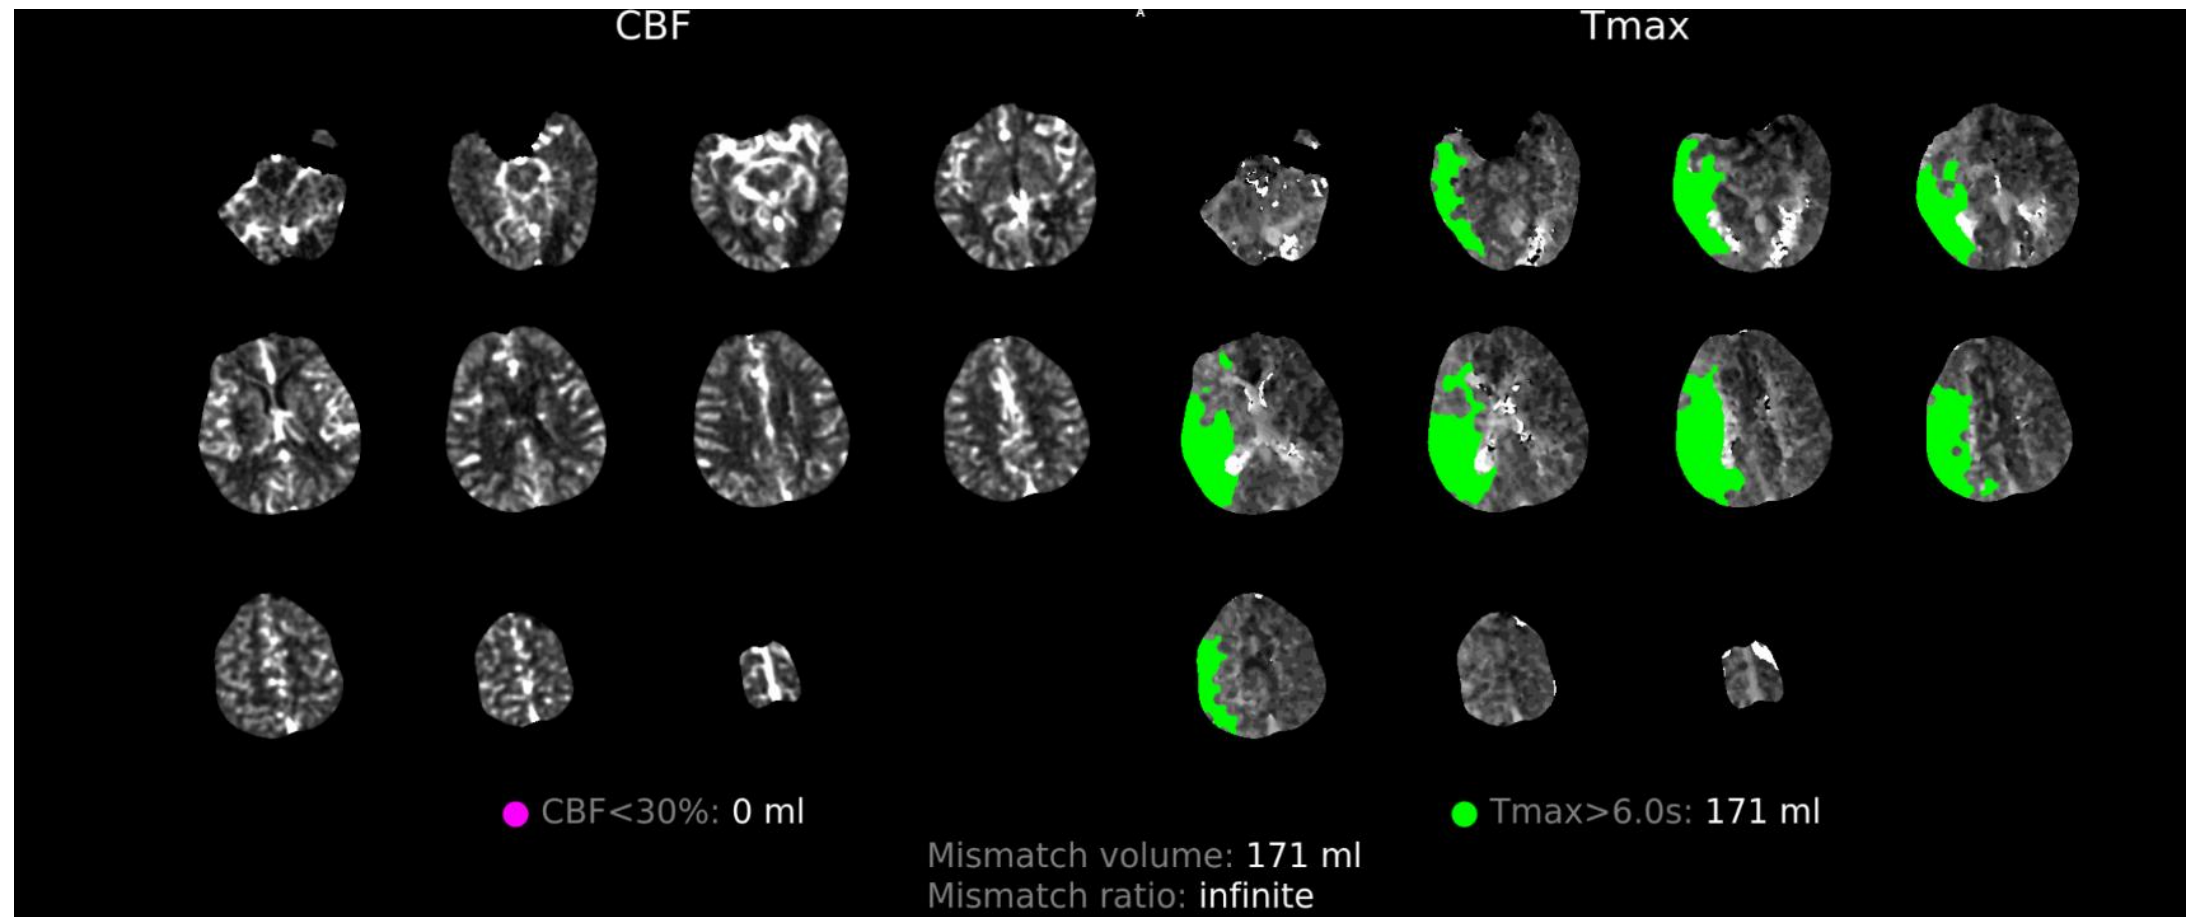 CBF
A
Tmax
CBF<30%: 0 ml
Tmax>6.0s: 171 ml
Mismatch volume: 171 ml
Mismatch ratio: infinite